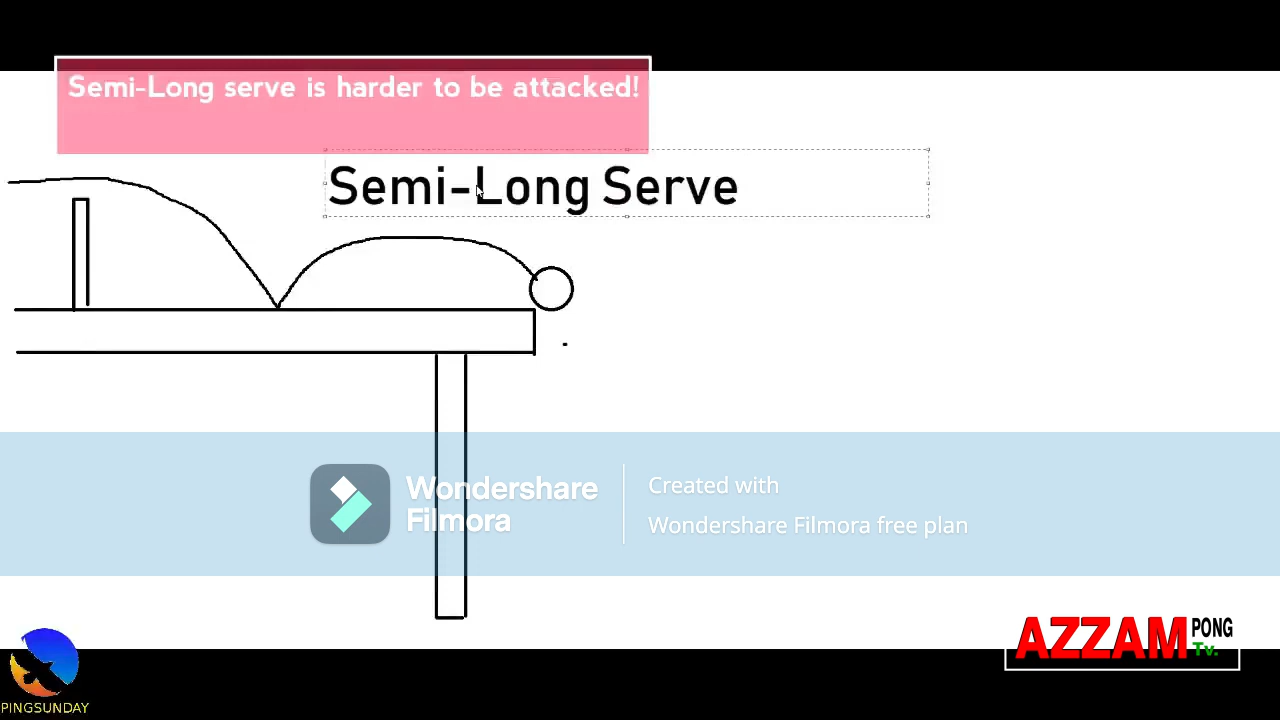 Semi-Long serve is harder to be attacked!
Semi-Long Serve
Wondershare
Filmora
Created with
Wondershare Filmora free plan
AZZAM PONG
Tv.
PINGSUNDAY